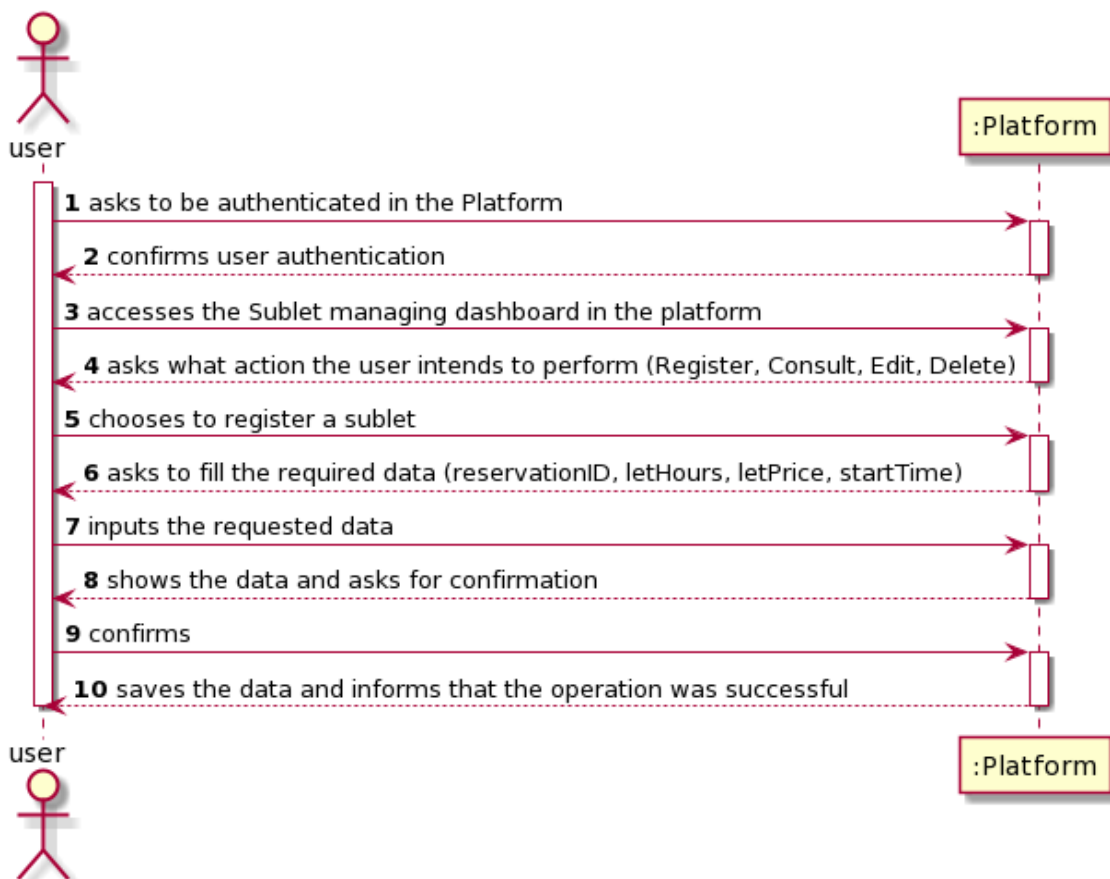 user
:Platform
1 asks to be authenticated in the Platform
2 confirms user authentication
3 accesses the Sublet managing dashboard in the platform
4 asks what action the user intends to perform (Register, Consult, Edit, Delete)
5 chooses to register a sublet
6 asks to fill the required data (reservationID, letHours, letPrice, startTime)
7 inputs the requested data
8 shows the data and asks for confirmation
9 confirms
10 saves the data and informs that the operation was successful
user
:Platform